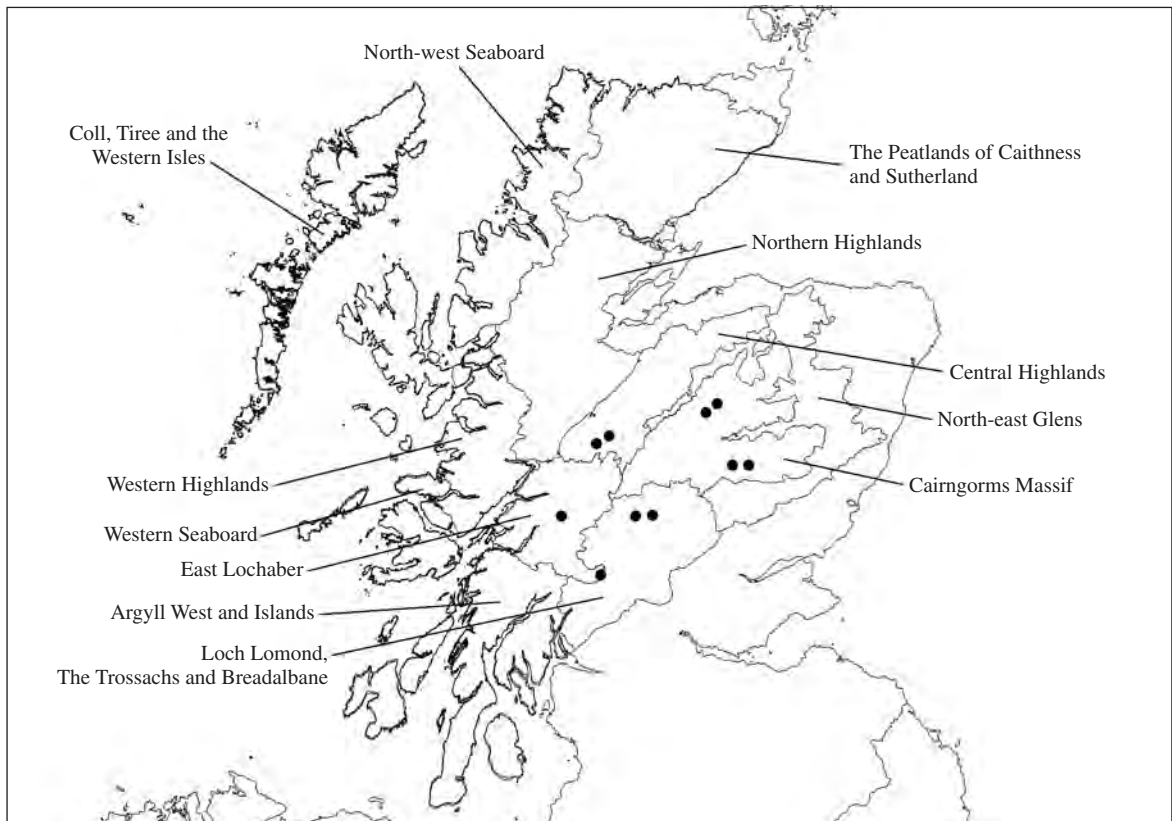 North-west Seaboard
Coll, Tiree and the
Western Isles
The Peatlands of Caithness
and Sutherland
Northern Highlands
Central Highlands
North-east Glens
Western Highlands
Cairngorms Massif
Western Seaboard
East Lochaber
Argyll West and Islands
Loch Lomond,
The Trossachs and Breadalbane